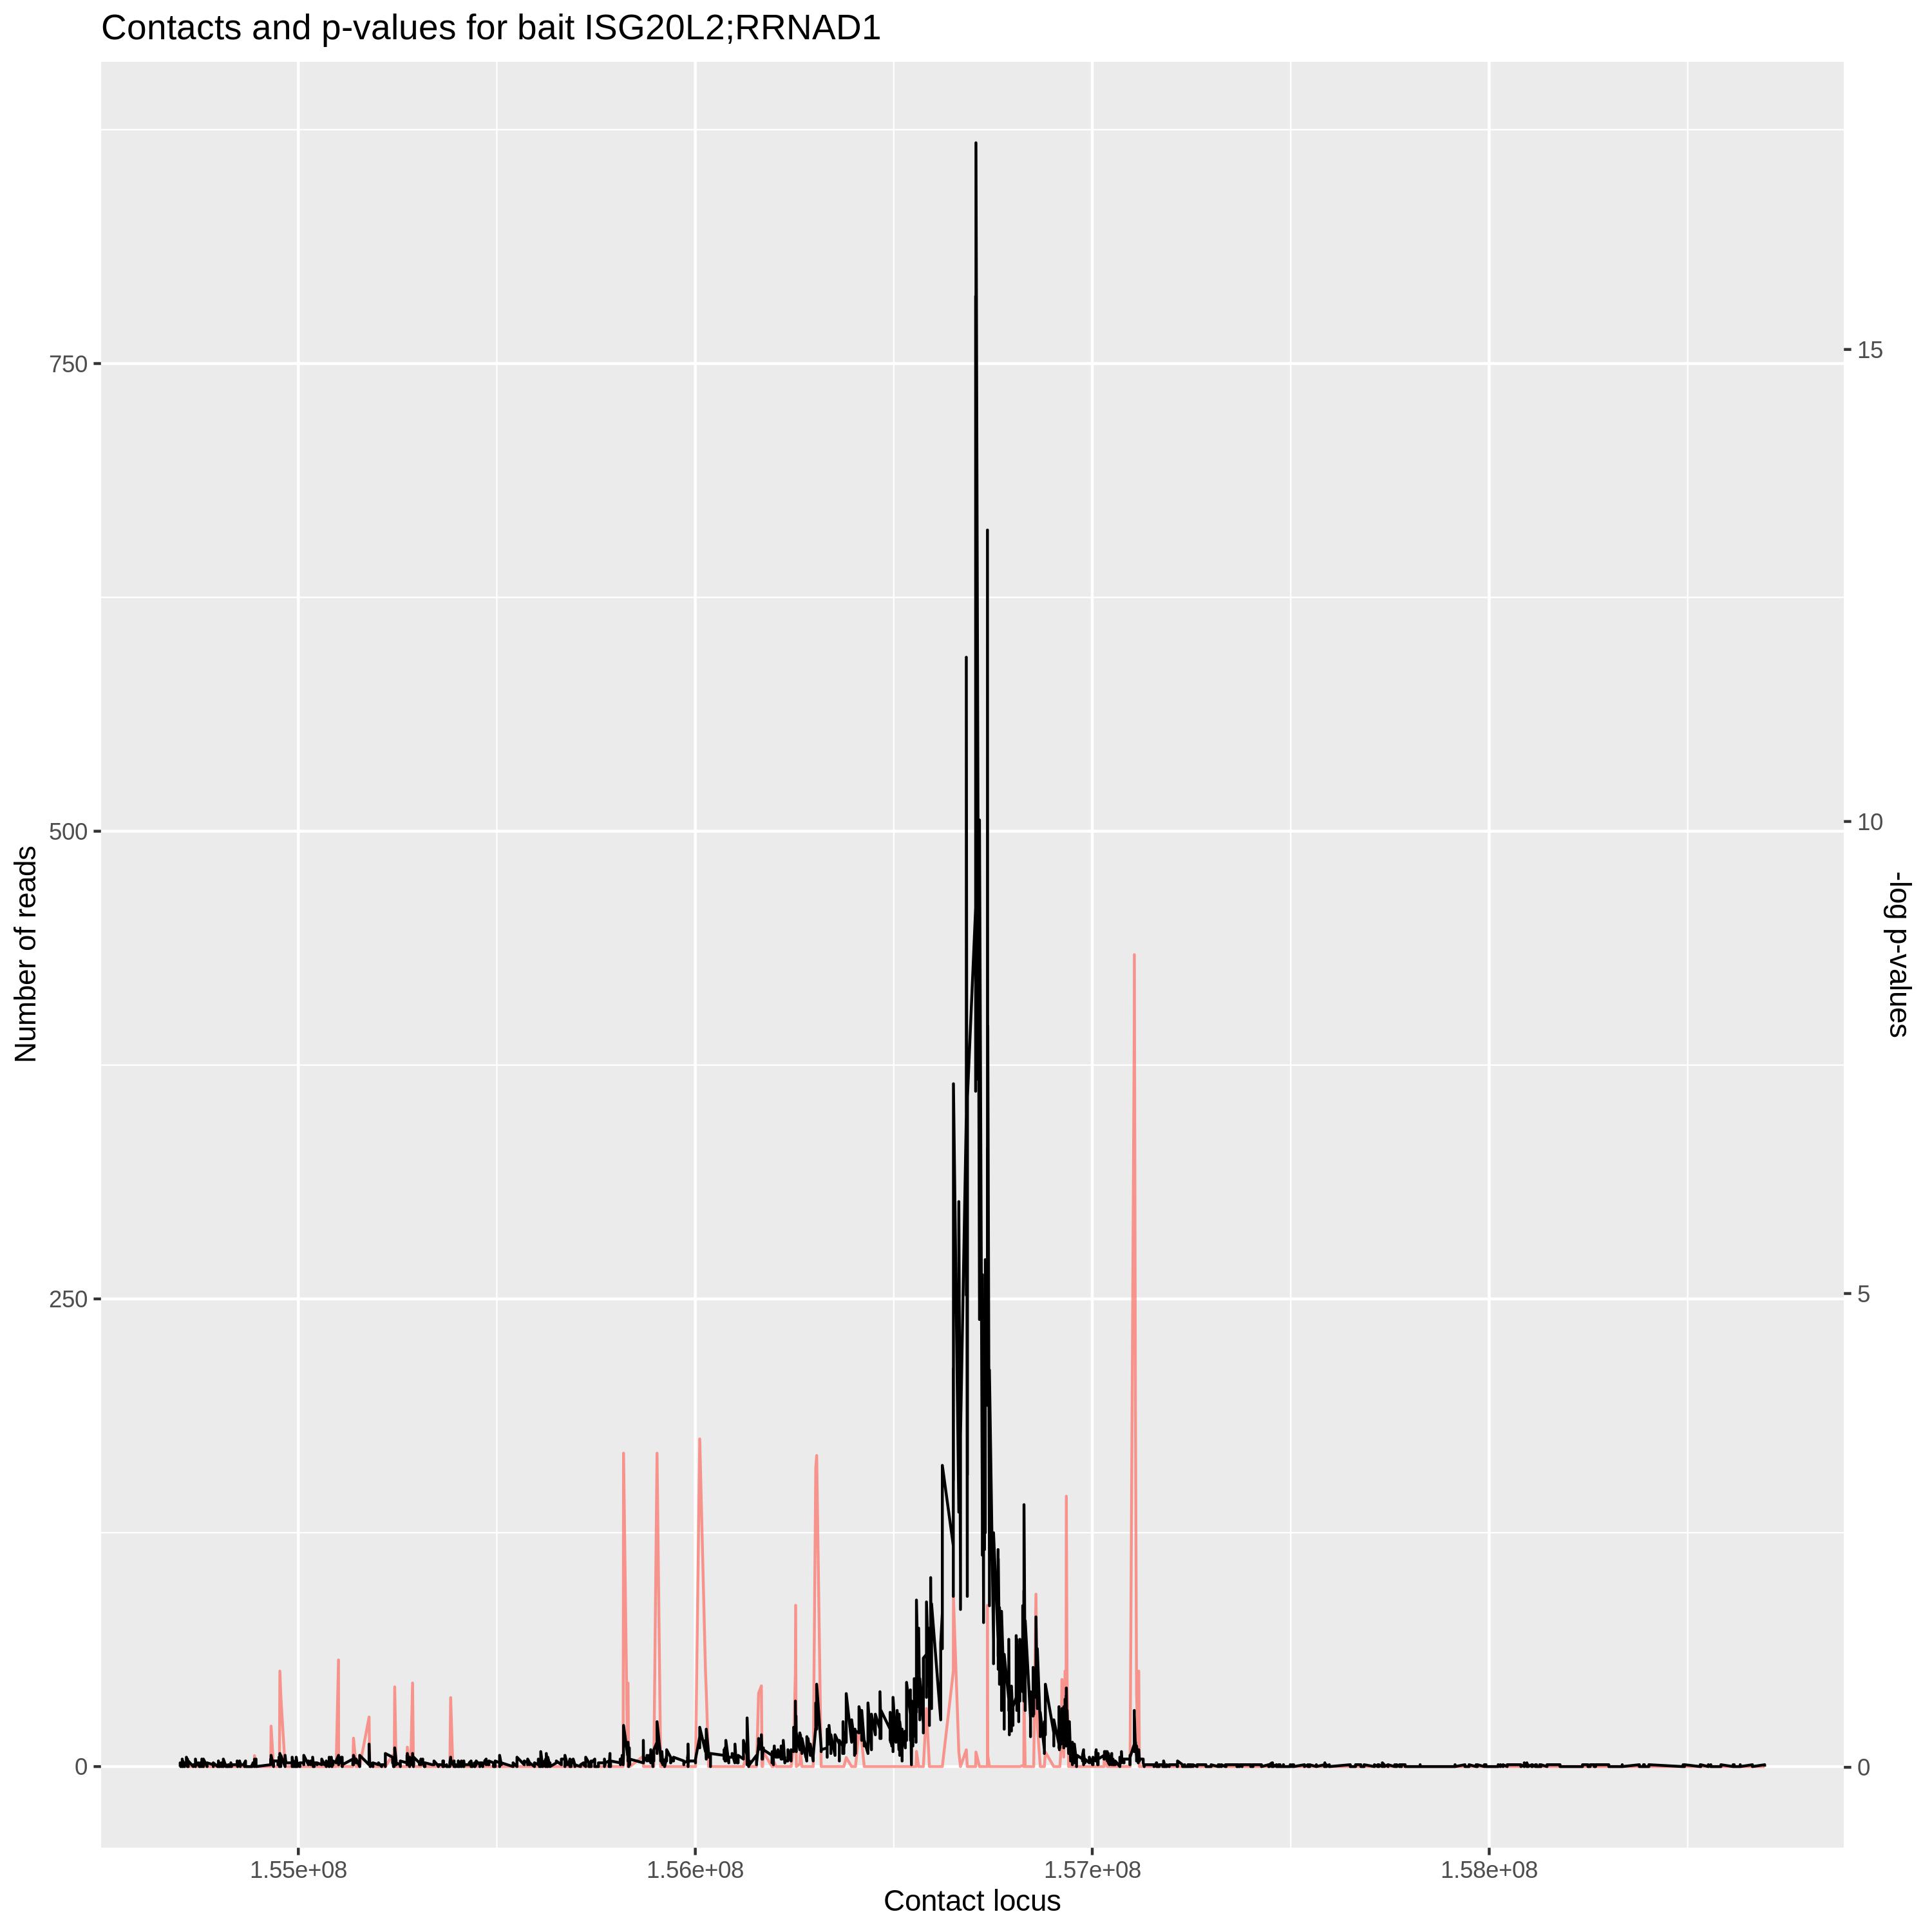 Contacts and p-values for bait ISG20L2;RRNAD1
750
500
250
0
Number of reads
15
10
5
0
-log p-values
1.55e+08
1.56e+08
1.57e+08
1.58e+08
Contact locus